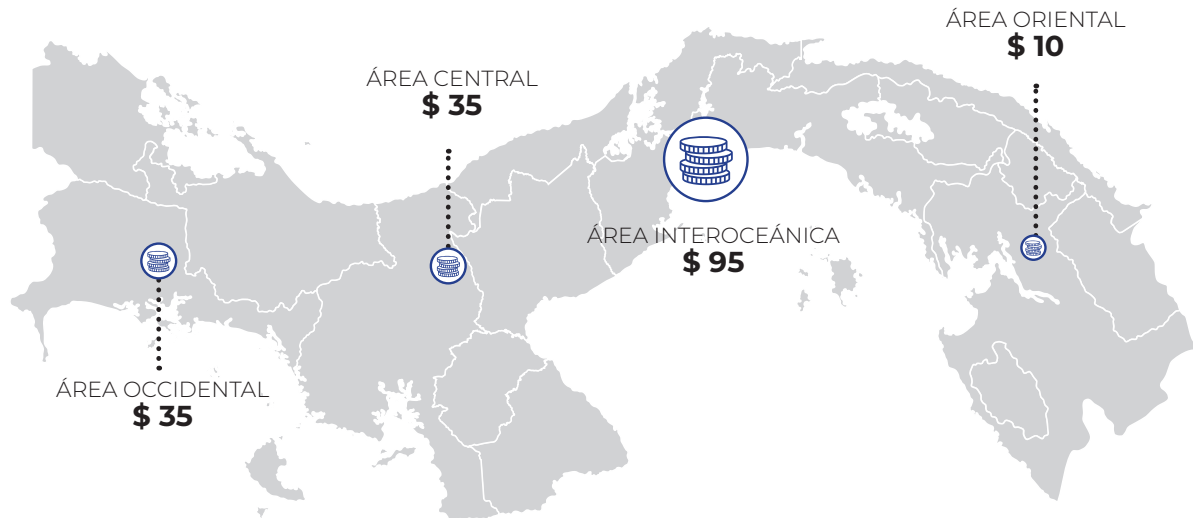 ÁREA ORIENTAL
$ 10
ÁREA CENTRAL
$ 35
ÁREA INTEROCEÁNICA
$ 95
ÁREA OCCIDENTAL
$ 35